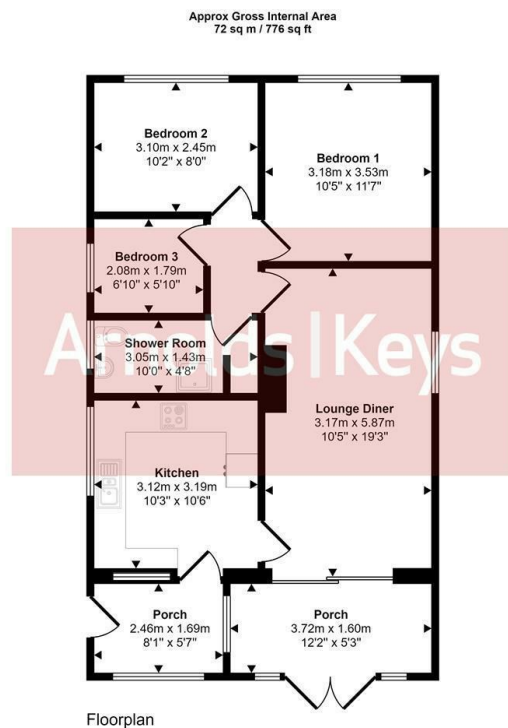 Approx Gross Internal Area
72 sq m / 776 sq ft
Bedroom 2
3.10m x 2.45m
10'2" x 8'0"
Bedroom 1
3.18m x 3.53m
10'5" x 11'7"
Bedroom 3
2.08m x 1.79m
6'10" x 5'10"
Arnolds|Keys
Shower Room
3.05m x 1.43m
10'0" x 4'8"
Lounge Diner
3.17m x 5.87m
10'5" x 19'3"
Kitchen
3.12m x 3.19m
10'3" x 10'6"
Porch
2.46m x 1.69m
8'1" x 5'7"
Porch
3.72m x 1.60m
12'2" x 5'3"
Floorplan